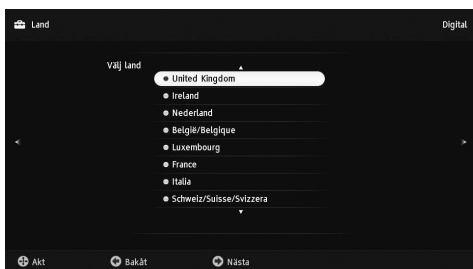 Land
Digital
Välj land
United Kingdom
Ireland
Nederland
België/Belgique
Luxembourg
France
Italia
Schweiz/Suisse/Svizzera
Akt
Bakåt
Nästa